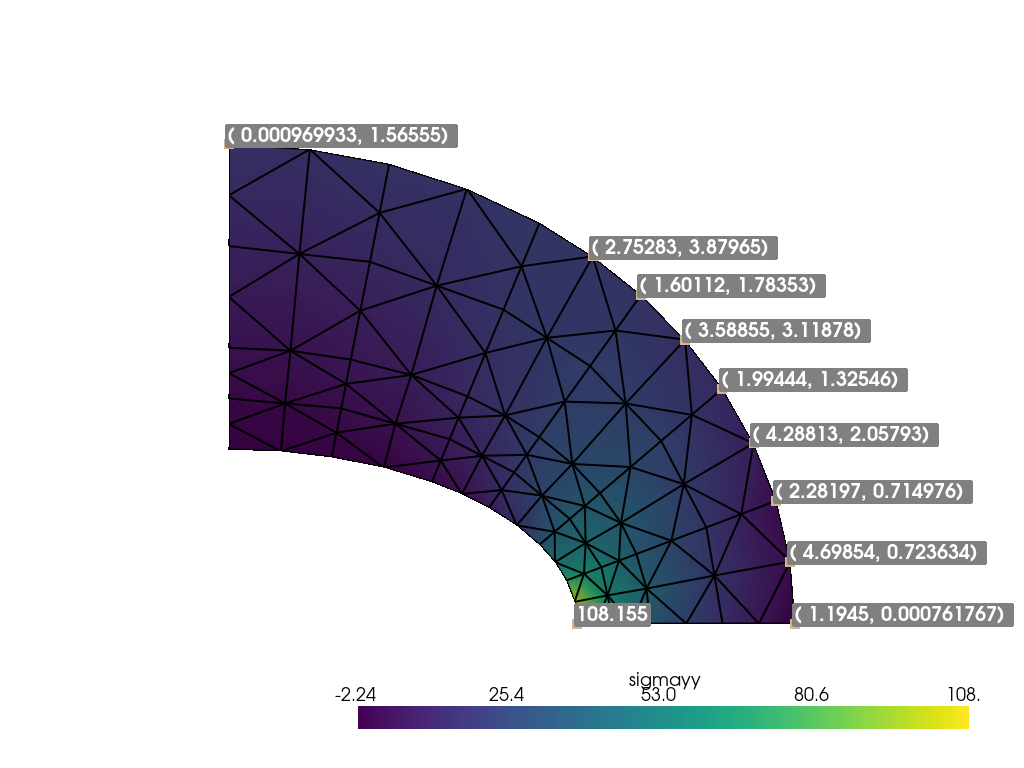 ( 0.000969933, 1.56555)
( 2.75283, 3.87965)
( 1.60112, 1.78353)
( 3.58855, 3.11878)
( 1.99444, 1.32546)
( 4.28813, 2.05793)
( 2.28197, 0.714976)
( 4.69854, 0.723634)
108.155 ( 1.1945, 0.000761767)
sigmayy
-2.24 25.4 53.0 80.6 108.